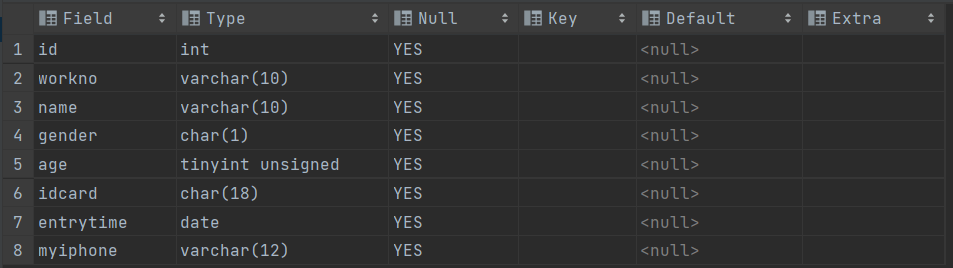 Field Type Null Key Default Extra
1 id int YES <null>
2 workno varchar(10) YES <null>
3 name varchar(10) YES <null>
4 gender char(1) YES <null>
5 age tinyint unsigned YES <null>
6 idcard char(18) YES <null>
7 entrytime date YES <null>
8 myiphone varchar(12) YES <null>